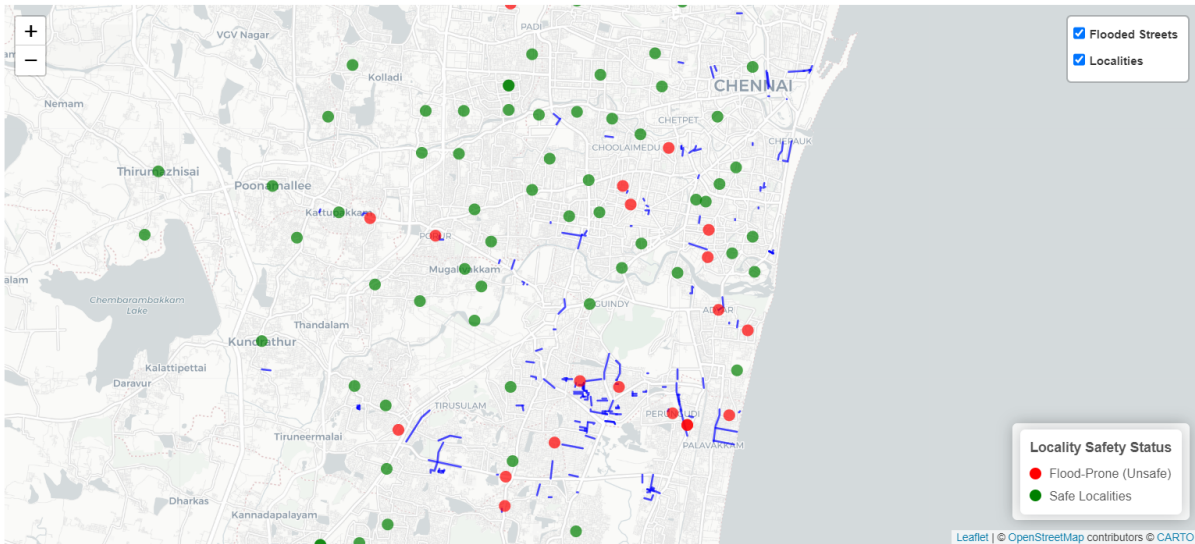 +
−
VGV Nagar
PADI
Kolladi
Nemam
CHENNAI
CHETPET
CHEPAUK
CHOOLAIMEDU
Thirumazhisai
Poonamallee
Kattupakkam
PORUR
Mugalivakkam
alam
Chembarambakkam
Lake
GUINDY
ADYAR
Thandalam
Kundrathur
Kalattipettai
Daravur
TIRUSULAM
PERUNGUDI
Tiruneermalai
PALAVAKKAM
Dharkas
Kannadapalayam
Flooded Streets
Localities
Locality Safety Status
Flood-Prone (Unsafe)
Safe Localities
Leaflet | © OpenStreetMap contributors © CARTO